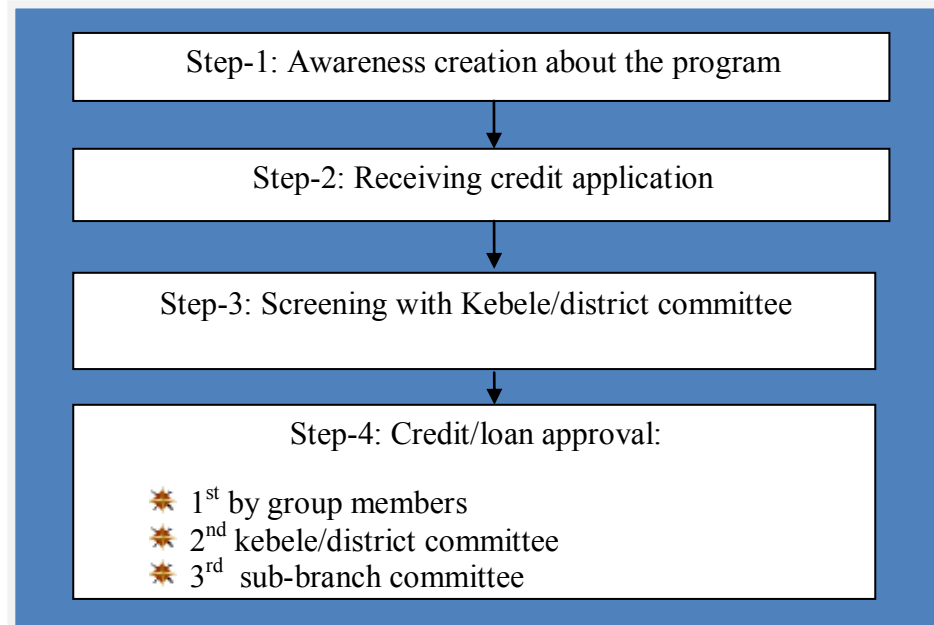 Step-1: Awareness creation about the program
Step-2: Receiving credit application
Step-3: Screening with Kebele/district committee
Step-4: Credit/loan approval:
1st by group members
2nd kebele/district committee
3rd sub-branch committee